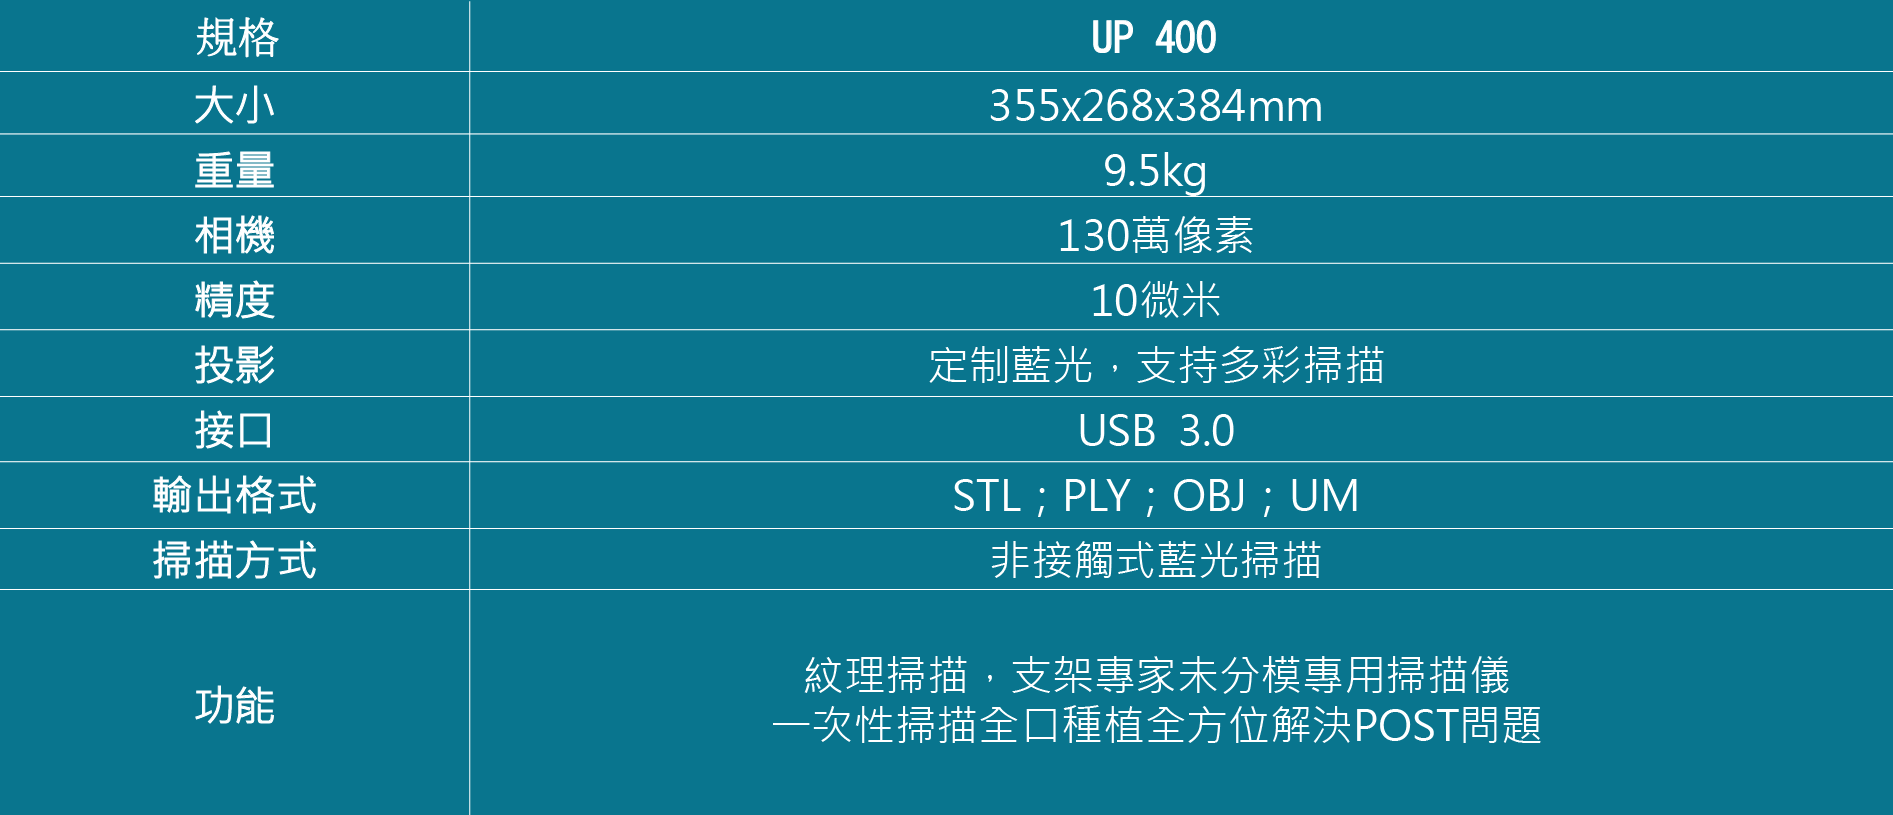 規格 UP 400
大小 355x268x384mm
重量 9.5kg
相機 130萬像素
精度 10微米
投影 定制藍光，支持多彩掃描
接口 USB 3.0
輸出格式 STL；PLY；OBJ；UM
掃描方式 非接觸式藍光掃描
功能 紋理掃描，支架專家未分模專用掃描儀
一次性掃描全口種植全方位解決POST問題